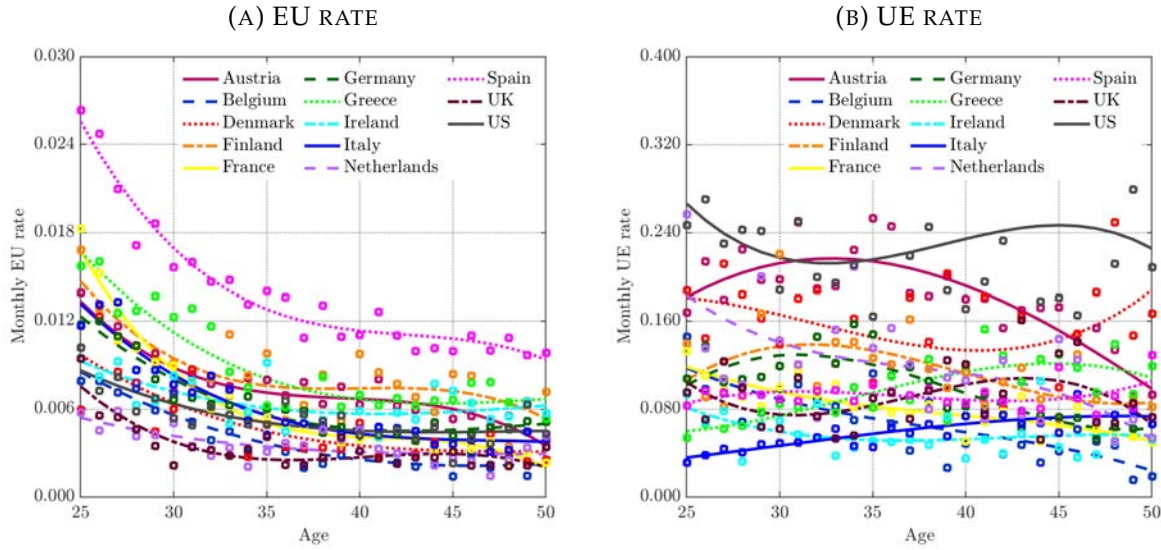 (A) EU RATE
0.030
0.024
0.018
0.012
0.006
0.000
Monthly EU rate
Austria
Belgium
Denmark
Finland
France
Germany
Greece
Ireland
Italy
Netherlands
Spain
UK
US
25 30 35 40 45 50
Age
(B) UE RATE
0.400
0.320
0.240
0.160
0.080
0.000
Monthly UE rate
Austria
Belgium
Denmark
Finland
France
Germany
Greece
Ireland
Italy
Netherlands
Spain
UK
US
25 30 35 40 45 50
Age